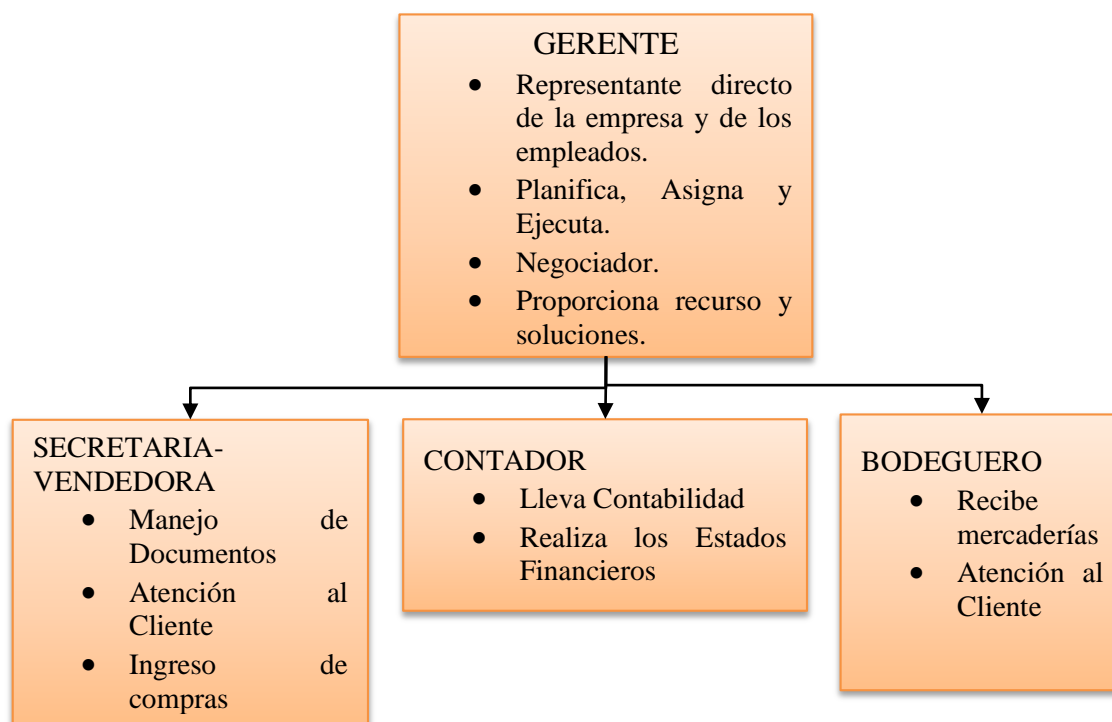 GERENTE
• Representante directo
de la empresa y de los
empleados.
• Planifica, Asigna y
Ejecuta.
• Negociador.
• Proporciona recurso y
soluciones.
SECRETARIA-
VENDEDORA
• Manejo de
Documentos
• Atención al
Cliente
• Ingreso de
compras
CONTADOR
• Lleva Contabilidad
• Realiza los Estados
Financieros
BODEGUERO
• Recibe
mercaderías
• Atención al
Cliente